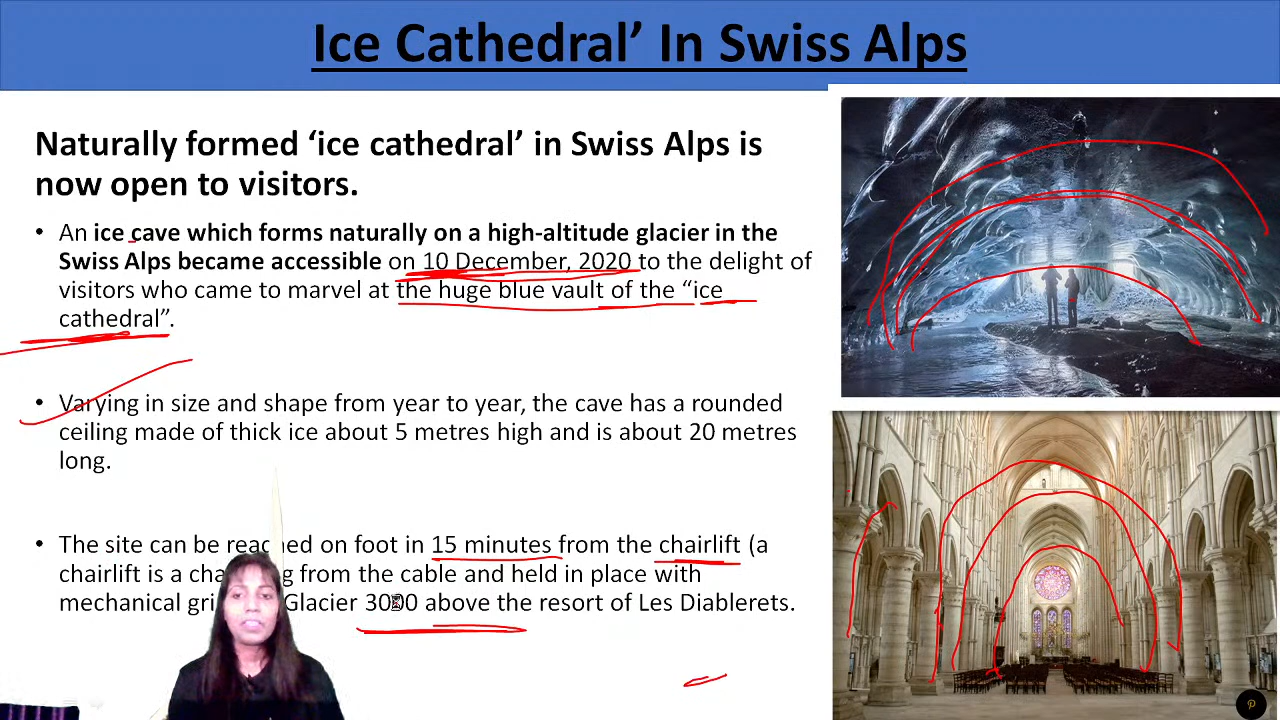 Ice Cathedral’ In Swiss Alps
Naturally formed ‘ice cathedral’ in Swiss Alps is
now open to visitors.
• An ice cave which forms naturally on a high-altitude glacier in the
Swiss Alps became accessible on 10 December, 2020 to the delight of
visitors who came to marvel at the huge blue vault of the “ice
cathedral”.
• Varying in size and shape from year to year, the cave has a rounded
ceiling made of thick ice about 5 metres high and is about 20 metres
long.
• The site can be reached on foot in 15 minutes from the chairlift (a
chairlift is a from the cable and held in place with
mechanical Glacier 3000 above the resort of Les Diablerets.